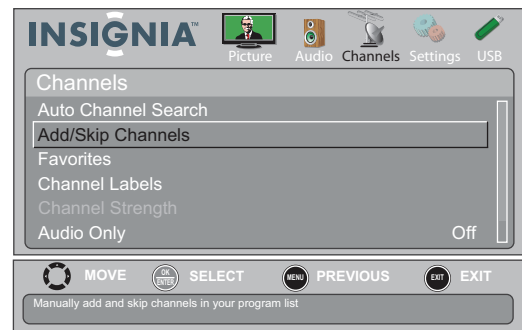 INSIGNIA™
Picture Audio Channels Settings USB
Channels
Auto Channel Search
Add/Skip Channels
Favorites
Channel Labels
Channel Strength
Audio Only Off
MOVE OK ENTER SELECT MENU PREVIOUS EXIT EXIT
Manually add and skip channels in your program list